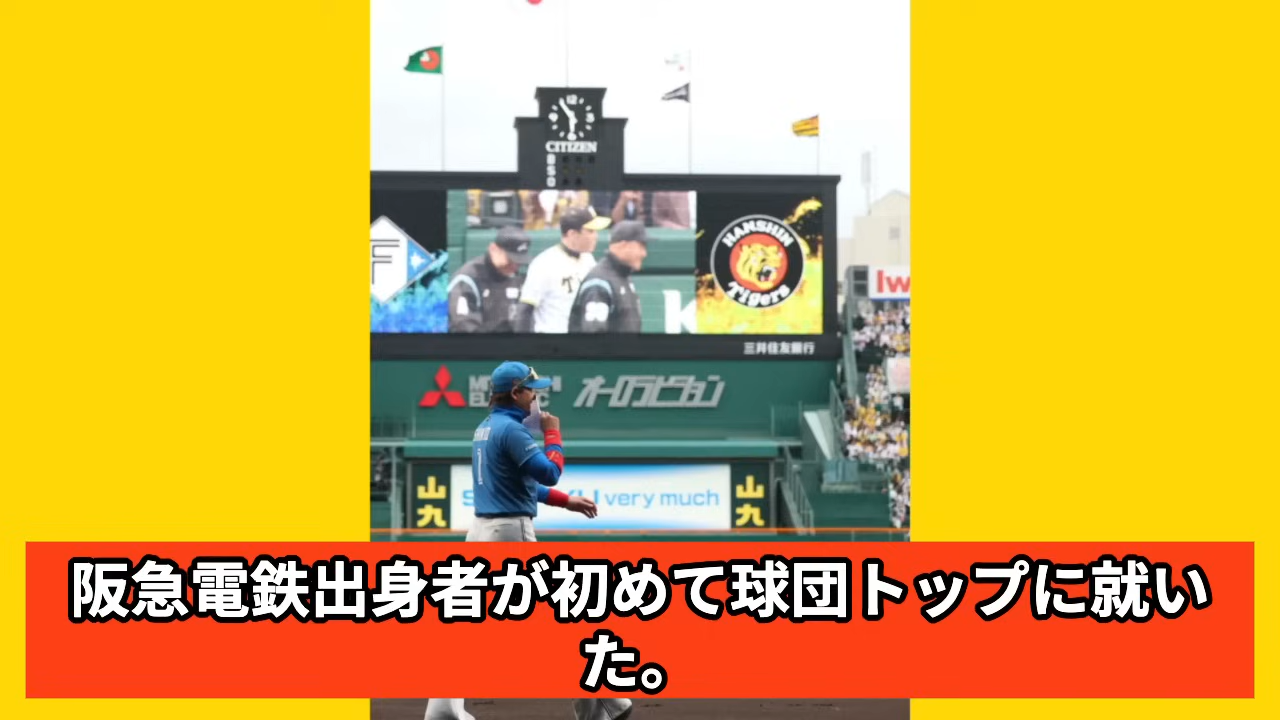 CITIZEN
B
S
O
HANSHIN
Tigers
Iw
三井住友銀行
オーロラビジョン
1
山九
very much
山九
阪急電鉄出身者が初めて球団トップに就い
た。